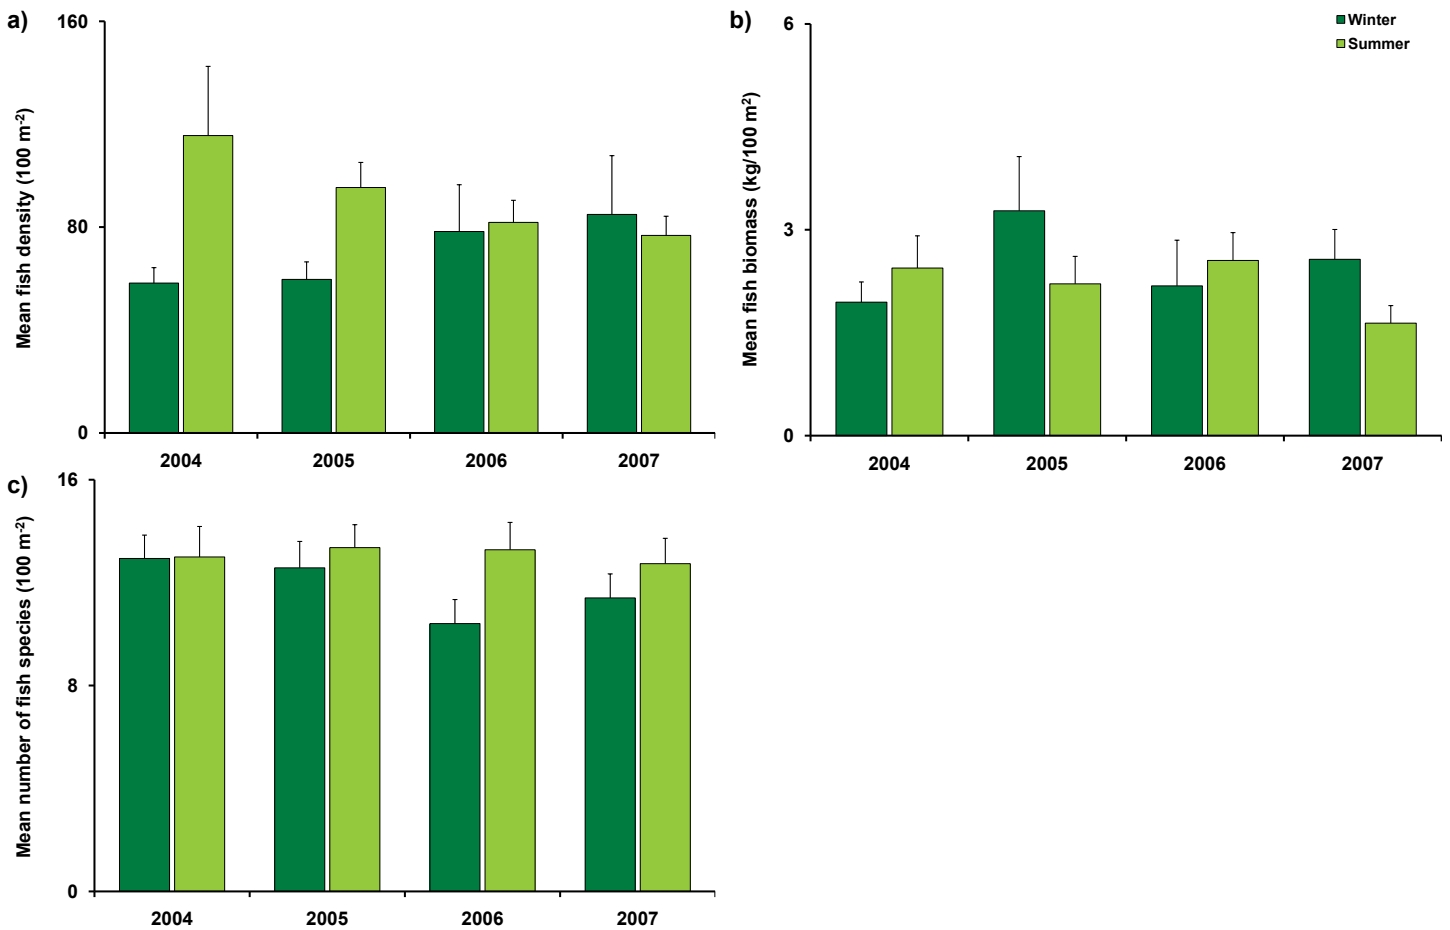 a)
160
80
0
Mean fish density (100 m-2)
2004 2005 2006 2007
b)
6
3
0
Mean fish biomass (kg/100 m2)
2004 2005 2006 2007
Winter
Summer
c)
16
8
0
Mean number of fish species (100 m-2)
2004 2005 2006 2007